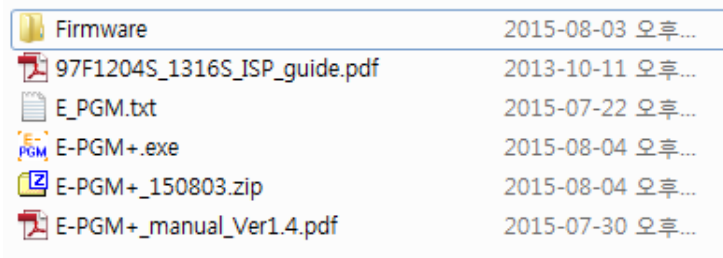 Firmware 2015-08-03 오후...
97F1204S_1316S_ISP_guide.pdf 2013-10-11 오후...
E_PGM.txt 2015-07-22 오후...
E-PGM+.exe 2015-08-04 오후...
E-PGM+_150803.zip 2015-08-04 오후...
E-PGM+_manual_Ver1.4.pdf 2015-07-30 오후...